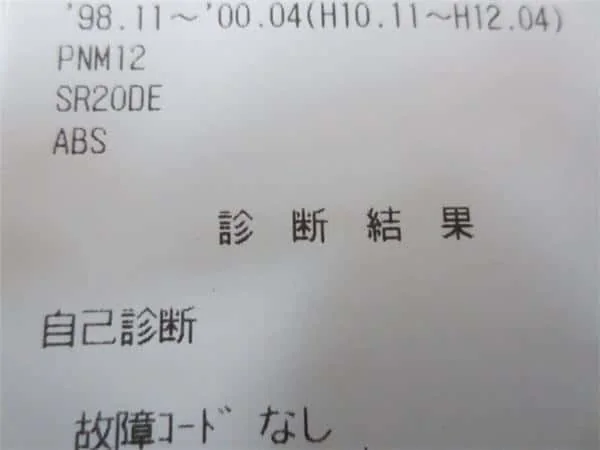 '98.11～'00.04(H10.11～H12.04)
PNM12
SR20DE
ABS
診 断 結 果
自己診断
故障ｺｰﾄﾞ なし